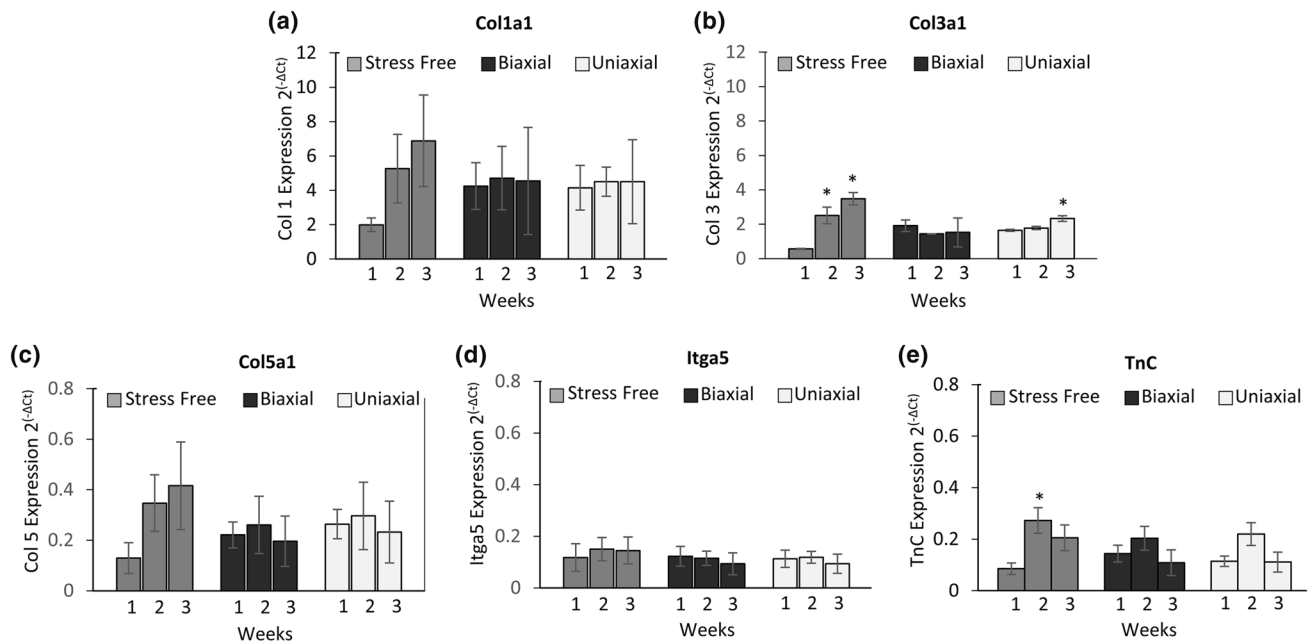 (a)
Col1a1
Col 1 Expression 2(-ΔCt)
12
10
8
6
4
2
0
Stress Free Biaxial Uniaxial
1 2 3 1 2 3 1 2 3
Weeks
(b)
Col3a1
Col 3 Expression 2(-ΔCt)
12
10
8
6
4
2
0
Stress Free Biaxial Uniaxial
* * *
1 2 3 1 2 3 1 2 3
Weeks
(c)
Col5a1
Col 5 Expression 2(-ΔCt)
0.8
0.6
0.4
0.2
0
Stress Free Biaxial Uniaxial
1 2 3 1 2 3 1 2 3
Weeks
(d)
Itga5
Itga5 Expression 2(-ΔCt)
0.8
0.6
0.4
0.2
0
Stress Free Biaxial Uniaxial
1 2 3 1 2 3 1 2 3
Weeks
(e)
TnC
TnC Expression 2(-ΔCt)
0.8
0.6
0.4
0.2
0
Stress Free Biaxial Uniaxial
*
1 2 3 1 2 3 1 2 3
Weeks